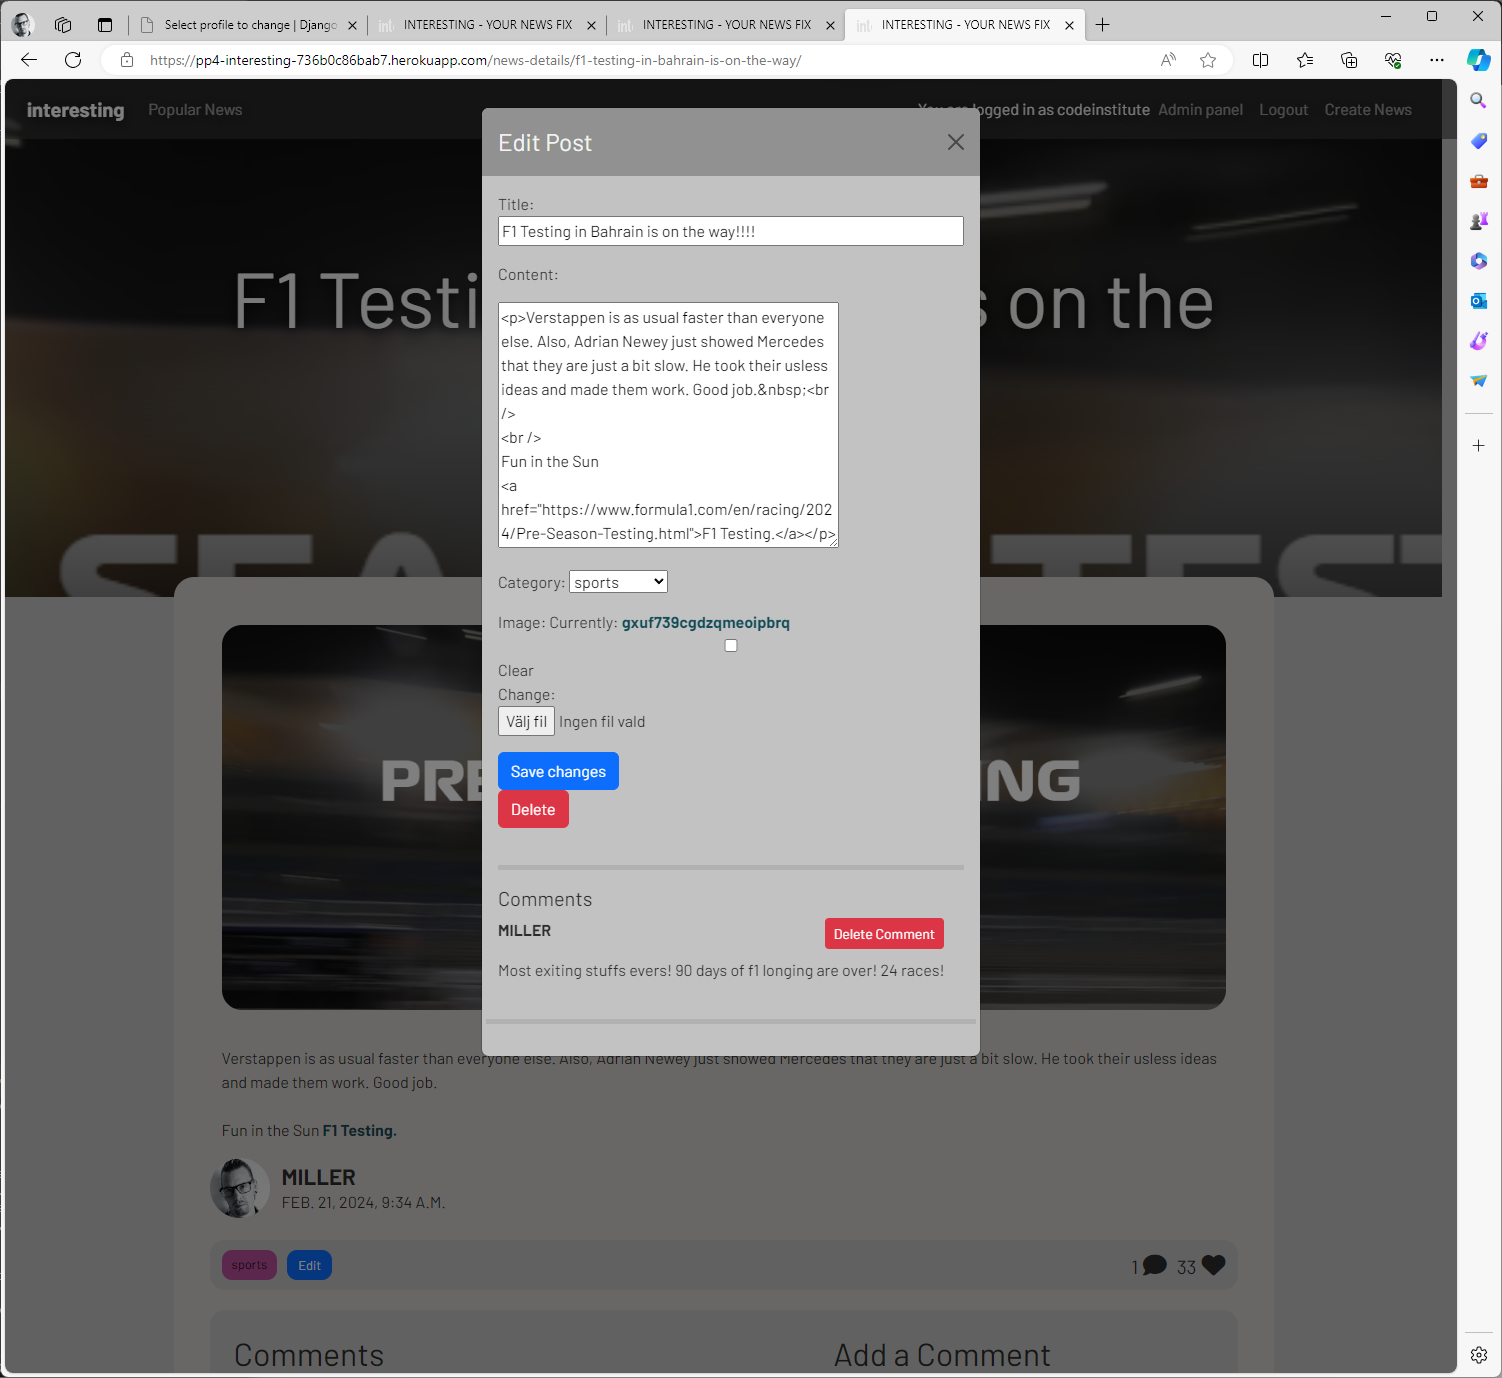 Select profile to change | Django
INTERESTING - YOUR NEWS FIX
INTERESTING - YOUR NEWS FIX
INTERESTING - YOUR NEWS FIX
https://pp4-interesting-736b0c86bab7.herokuapp.com/news-details/f1-testing-in-bahrain-is-on-the-way/
interesting
Popular News
You are logged in as codeinstitute
Admin panel
Logout
Create News
Edit Post
Title:
F1 Testing in Bahrain is on the way!!!!
Content:
F1 Testi
s on the
<p>Verstappen is as usual faster than everyone
else. Also, Adrian Newey just showed Mercedes
that they are just a bit slow. He took their usless
ideas and made them work. Good job.&nbsp;<br
/>
<br />
Fun in the Sun
<a
href="https://www.formula1.com/en/racing/202
4/Pre-Season-Testing.html">F1 Testing.</a></p>
SEA
TEST
Category: sports
Image: Currently: gxuf739cgdzqmeoipbrq
Clear
Change:
Välj fil Ingen fil vald
PRE
NG
Save changes
Delete
Comments
MILLER
Delete Comment
Most exiting stuffs evers! 90 days of f1 longing are over! 24 races!
Verstappen is as usual faster than everyone else. Also, Adrian Newey just showed Mercedes that they are just a bit slow. He took their usless ideas
and made them work. Good job.
Fun in the Sun F1 Testing.
MILLER
FEB. 21, 2024, 9:34 A.M.
sports
Edit
1
33
Comments
Add a Comment